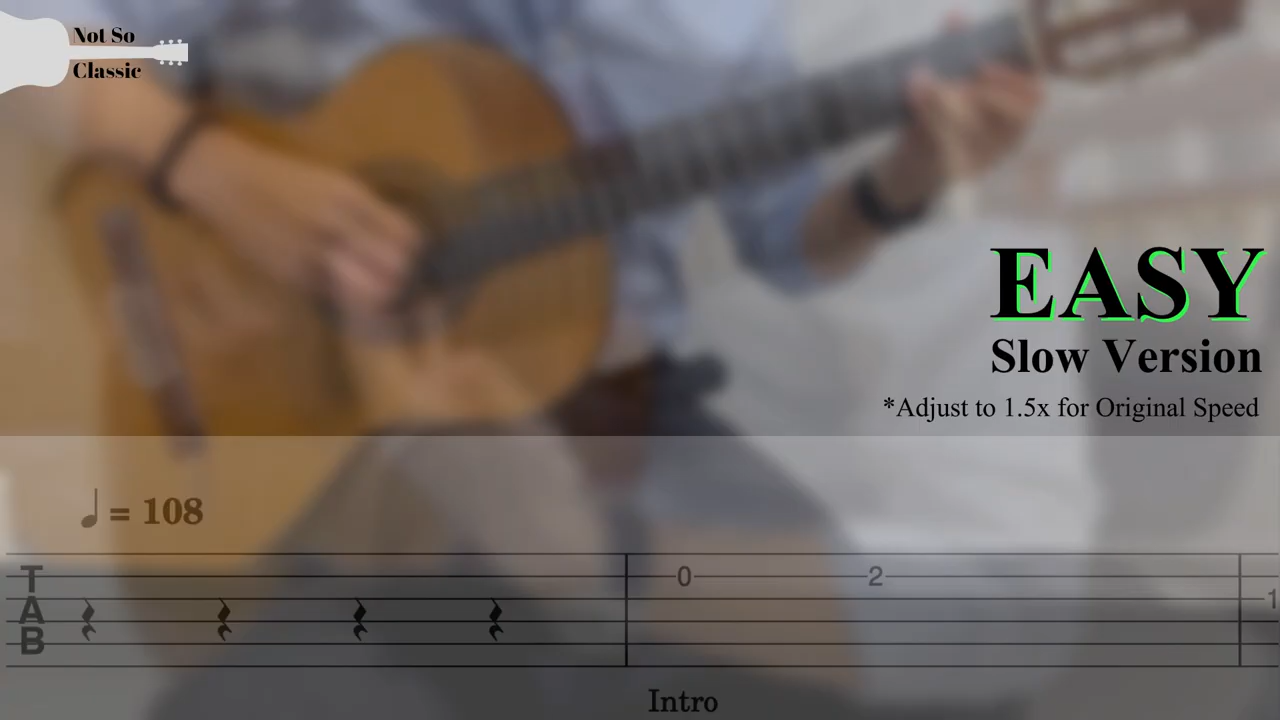 Not So
Classic
EASY
Slow Version
*Adjust to 1.5x for Original Speed
= 108
T
A
B
0
2
1
Intro